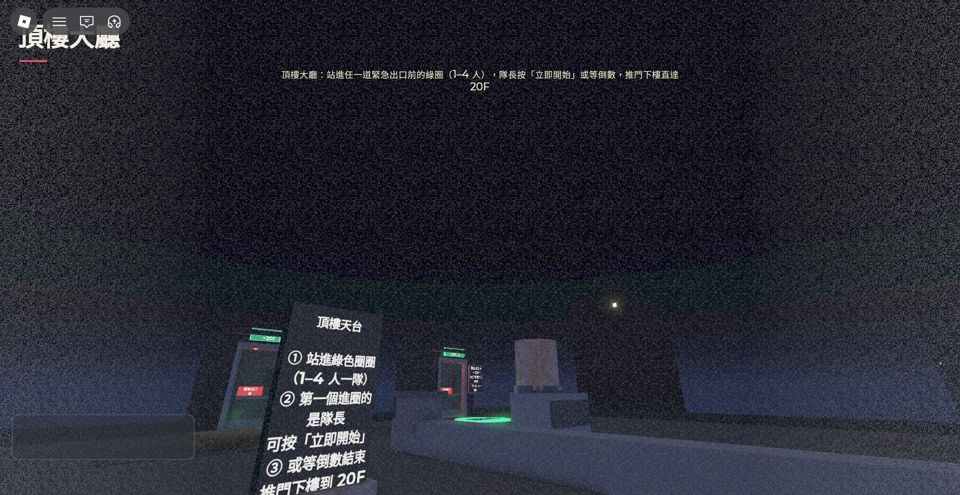 頂樓大廳
頂樓大廳：站進任一道緊急出口前的綠圈（1–4 人），隊長按「立即開始」或等倒數，推門下樓直達
20F
頂樓天台
① 站進綠色圈圈
（1–4 人一隊）
② 第一個進圈的
是隊長
可按「立即開始」
③ 或等倒數結束
推門下樓到 20F